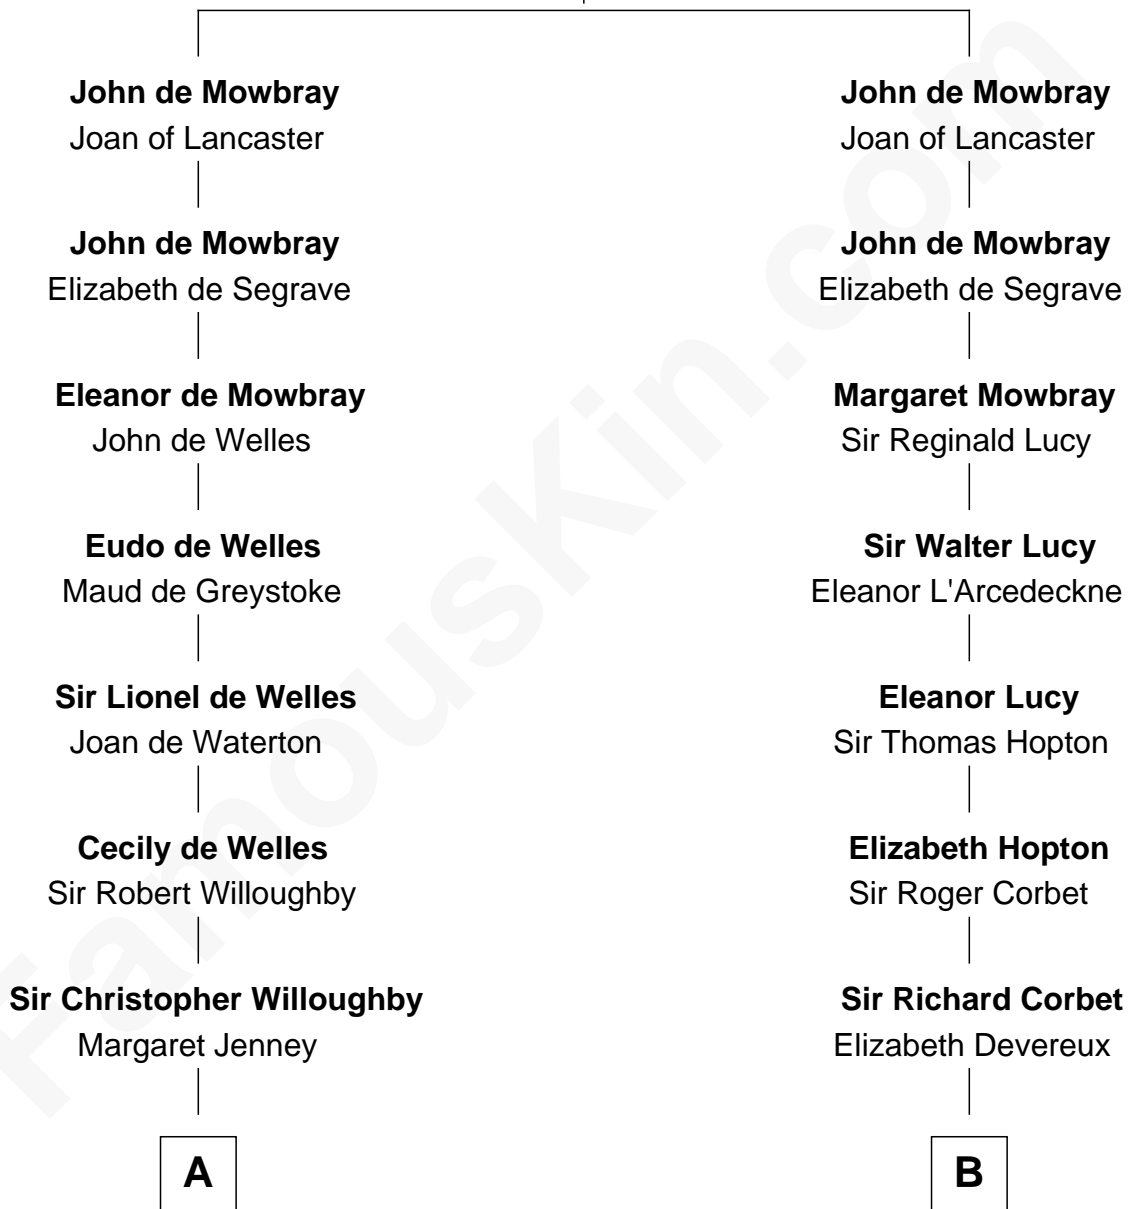 John de Mowbray
Joan of Lancaster
John de Mowbray
Elizabeth de Segrave
Eleanor de Mowbray
John de Welles
Eudo de Welles
Maud de Greystoke
Sir Lionel de Welles
Joan de Waterton
Cecily de Welles
Sir Robert Willoughby
Sir Christopher Willoughby
Margaret Jenney
A
John de Mowbray
Joan of Lancaster
John de Mowbray
Elizabeth de Segrave
Margaret Mowbray
Sir Reginald Lucy
Sir Walter Lucy
Eleanor L'Arcedeckne
Eleanor Lucy
Sir Thomas Hopton
Elizabeth Hopton
Sir Roger Corbet
Sir Richard Corbet
Elizabeth Devereux
B
FamousKin.com